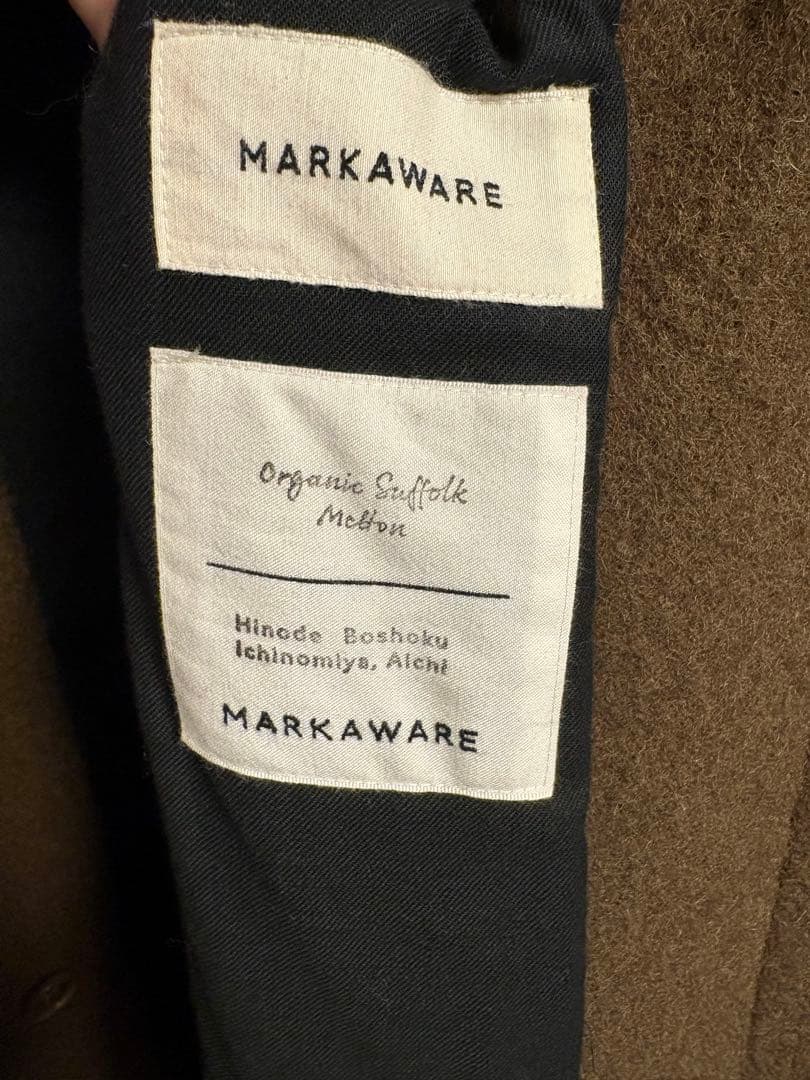 MARKAWARE
Organic Suffolk
Melton
Hinode Boshoku
Ichinomiya, Aichi
MARKAWARE